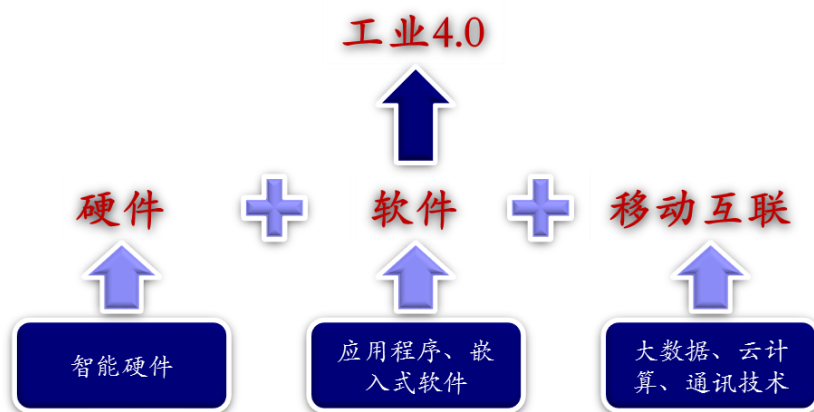 工业4.0
硬件
软件
移动互联
智能硬件
应用程序、嵌
入式软件
大数据、云计
算、通讯技术